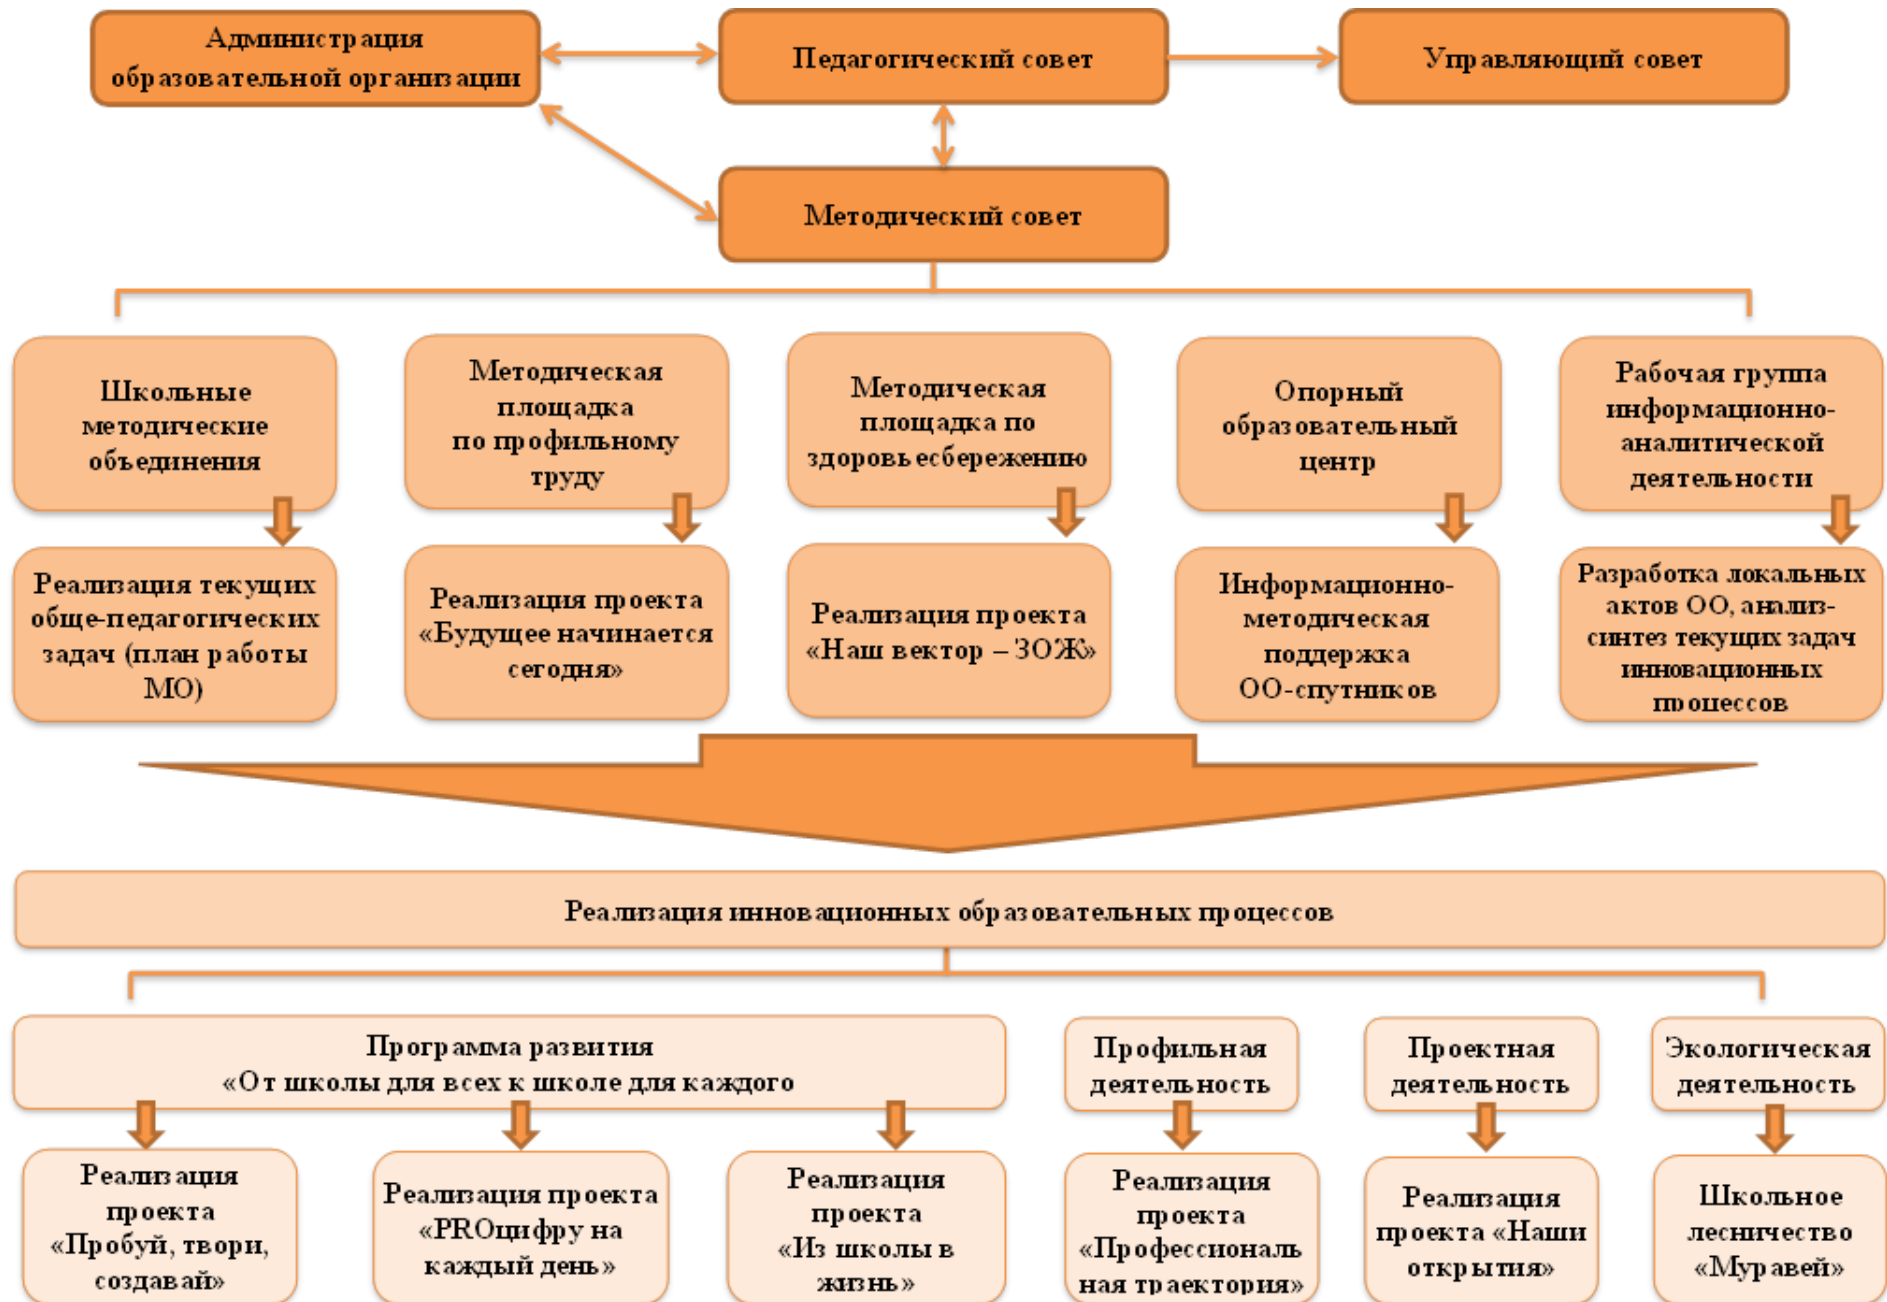 Администрация
образовательной организации
Педагогический совет
Управляющий совет
Методический совет
Школьные
методические
объединения
Методическая
площадка
по профильному
труду
Методическая
площадка по
здоровьесбережению
Опорный
образовательный
центр
Рабочая группа
информационно-
аналитической
деятельности
Реализация текущих
обще-педагогических
задач (план работы
МО)
Реализация проекта
«Будущее начинается
сегодня»
Реализация проекта
«Наш вектор – ЗОЖ»
Информационно-
методическая
поддержка
ОО-спутников
Разработка локальных
актов ОО, анализ-
синтез текущих задач
инновационных
процессов
Реализация инновационных образовательных процессов
Программа развития
«От школы для всех к школе для каждого
Профильная
деятельность
Проектная
деятельность
Экологическая
деятельность
Реализация
проекта
«Пробуй, твори,
создавай»
Реализация проекта
«PROцифру на
каждый день»
Реализация
проекта
«Из школы в
жизнь»
Реализация
проекта
«Профессиональ
ная траектория»
Реализация
проекта «Наши
открытия»
Школьное
лесничество
«Муравей»